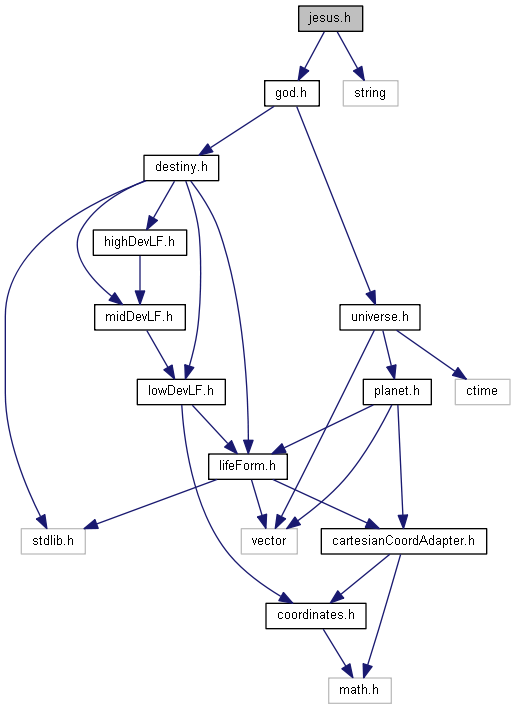 jesus.h
god.h
string
destiny.h
highDevLF.h
midDevLF.h
universe.h
lowDevLF.h
planet.h
ctime
lifeForm.h
stdlib.h
vector
cartesianCoordAdapter.h
coordinates.h
math.h